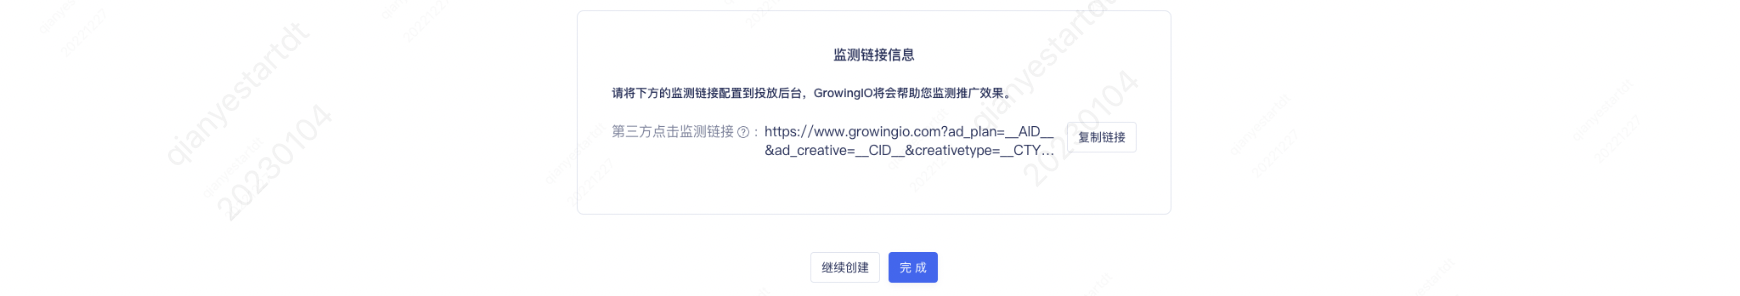 监测链接信息
请将下方的监测链接配置到投放后台，GrowingIO将会帮助您监测推广效果。
第三方点击监测链接 ? : https://www.growingio.com?ad_plan=__AID__
&ad_creative=__CID__&creativetype=__CTY...
复制链接
继续创建
完 成
qianyestartdt
20230104
qianyestartdt
20230104